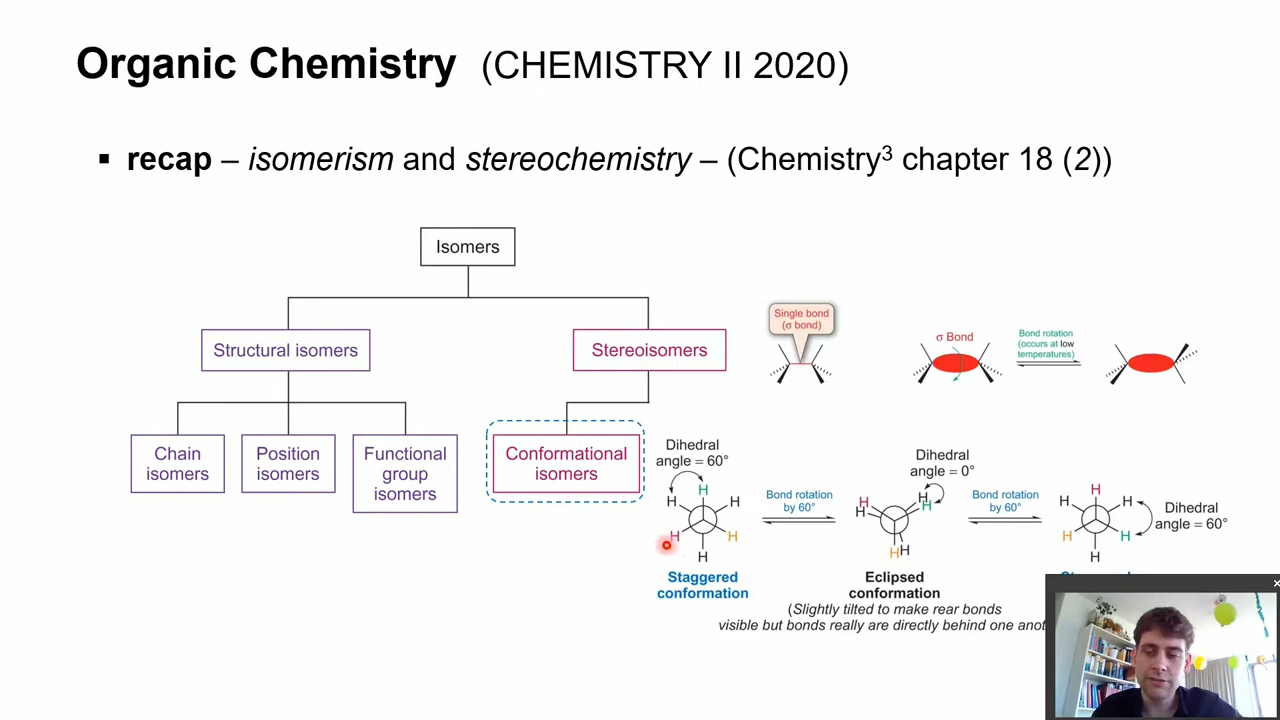 Organic Chemistry (CHEMISTRY II 2020)
▪ recap – isomerism and stereochemistry – (Chemistry³ chapter 18 (2))
Isomers
Structural isomers
Stereoisomers
Chain
isomers
Position
isomers
Functional
group
isomers
Conformational
isomers
Single bond
(σ bond)
σ Bond
Bond rotation
(occurs at low
temperatures)
Dihedral
angle = 60°
H
H
H
H
H
H
Staggered
conformation
Bond rotation
by 60°
Dihedral
angle = 0°
H
H
H
H
H
H
Eclipsed
conformation
(Slightly tilted to make rear bonds
visible but bonds really are directly behind one
Bond rotation
by 60°
H
H
H
H
H
H
Dihedral
angle = 60°